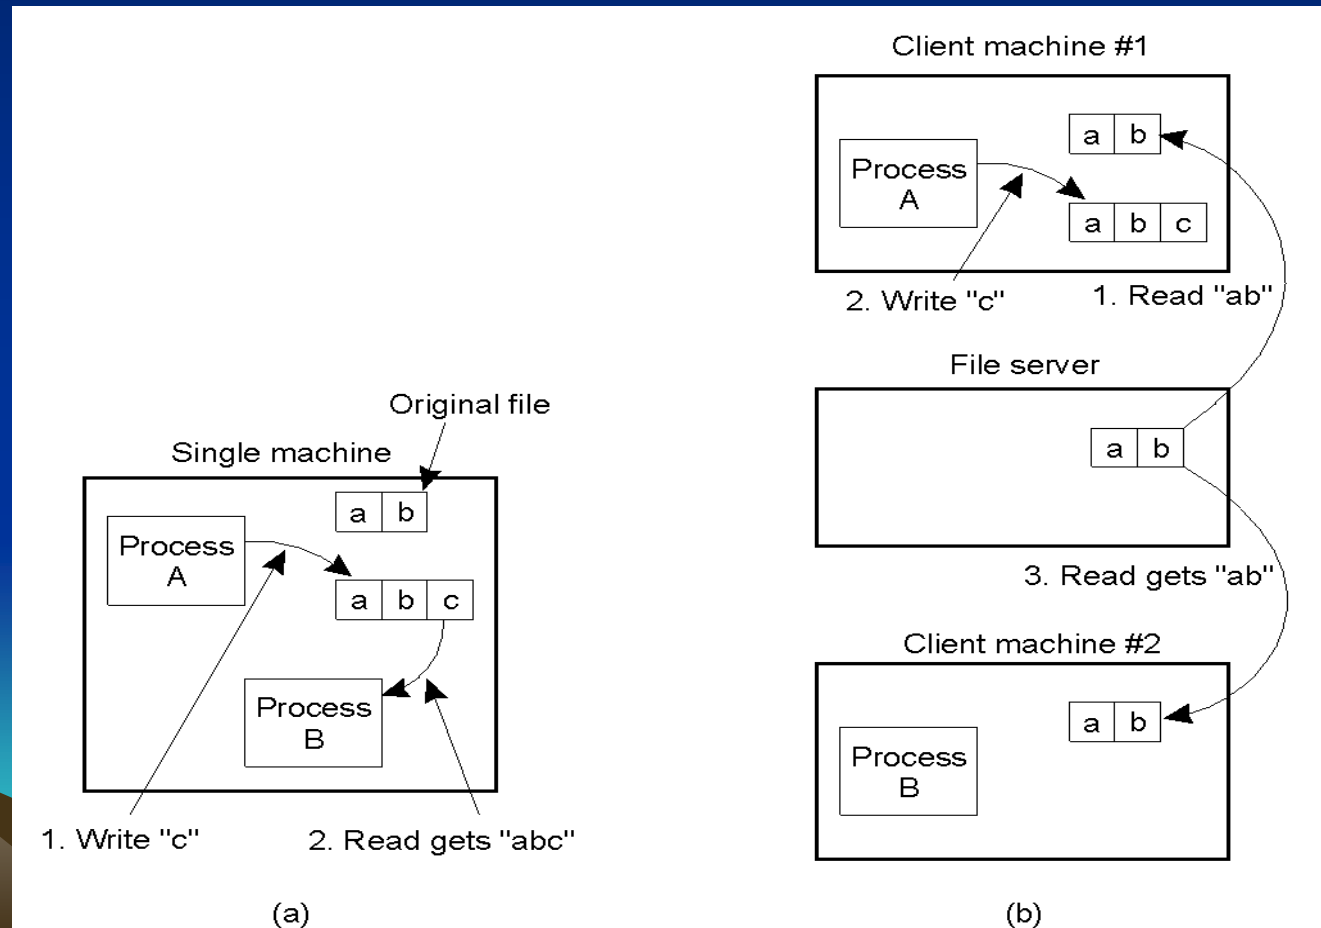 Original file
Single machine
a b
Process
A
a b c
Process
B
1. Write "c"
2. Read gets "abc"
(a)
Client machine #1
a b
Process
A
a b c
2. Write "c"
1. Read "ab"
File server
a b
3. Read gets "ab"
Client machine #2
a b
Process
B
(b)